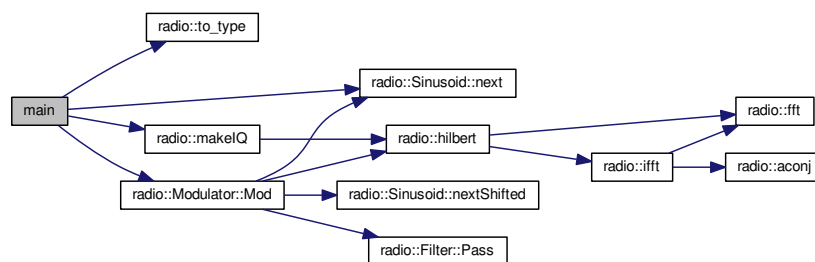 radio::to_type
radio::Sinusoid::next
main
radio::fft
radio::makeIQ
radio::hilbert
radio::ifft
radio::aconj
radio::Modulator::Mod
radio::Sinusoid::nextShifted
radio::Filter::Pass